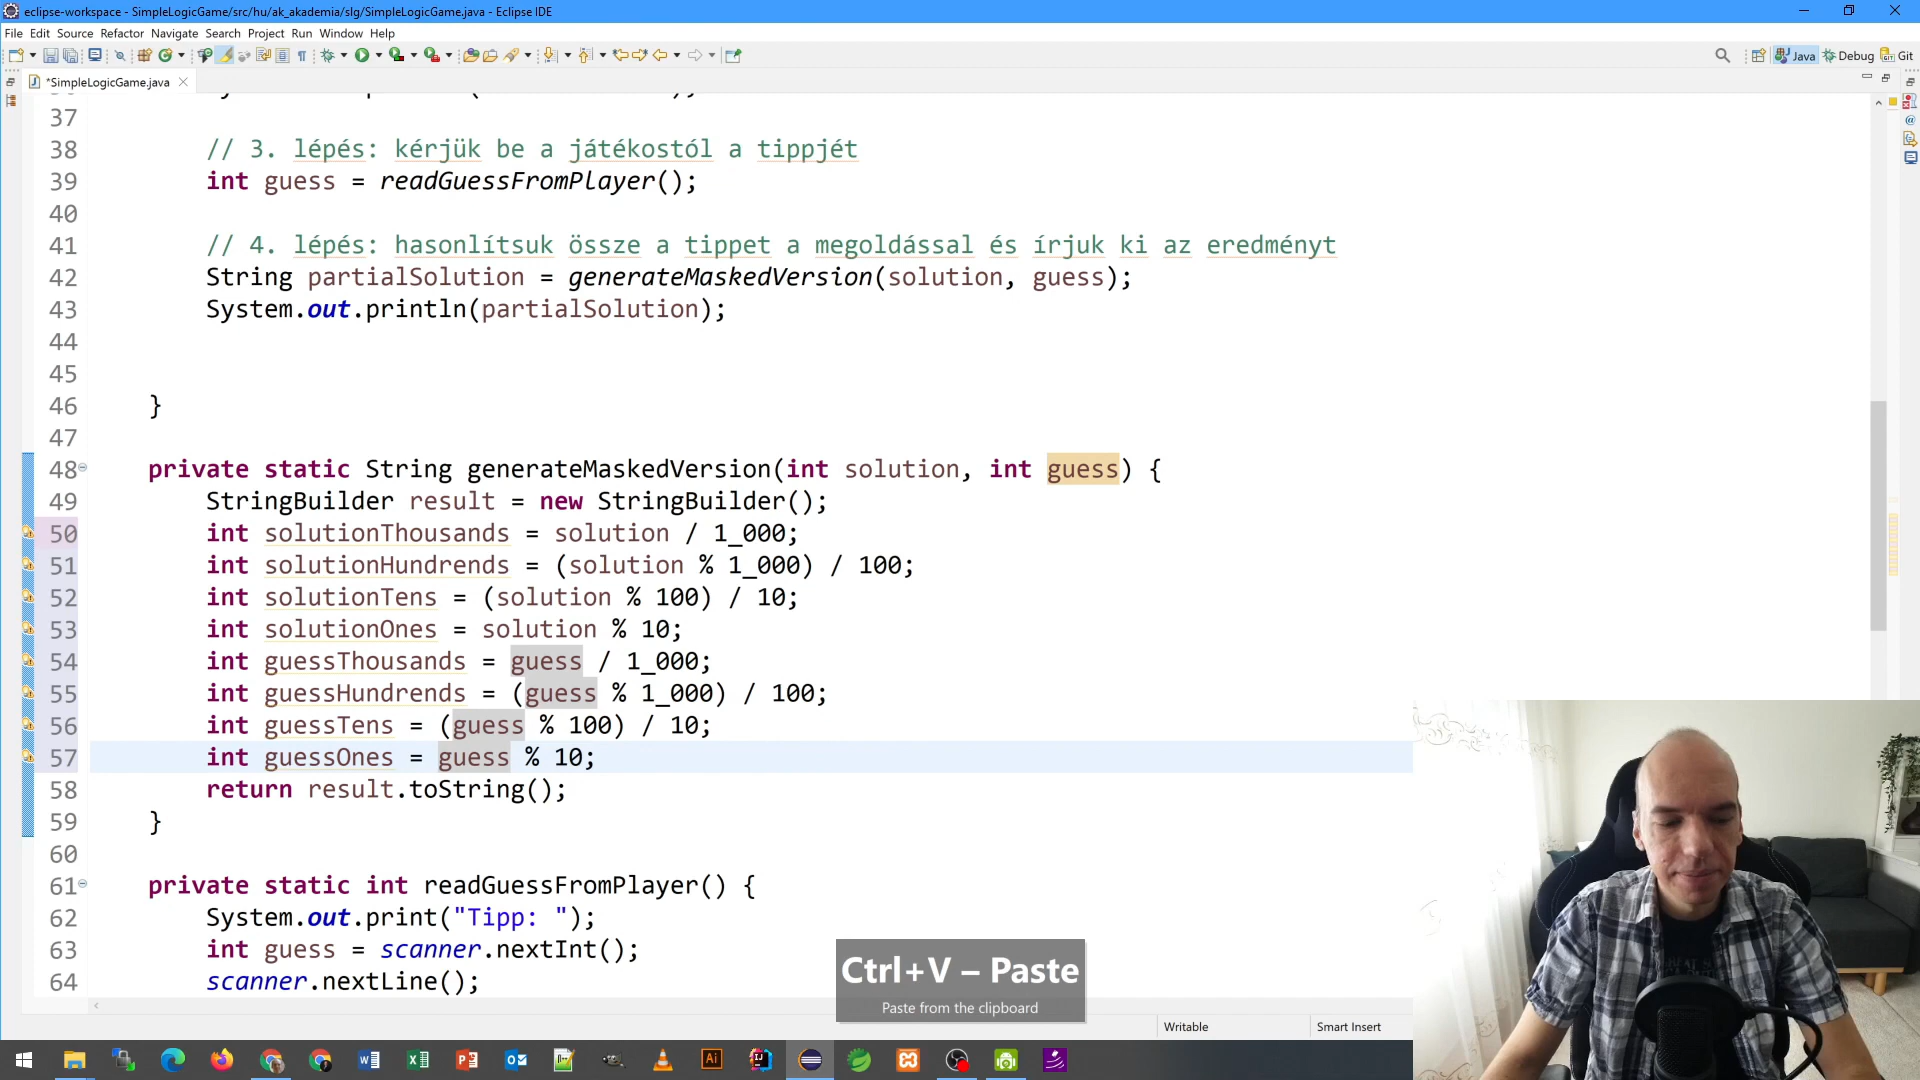 eclipse-workspace - SimpleLogicGame/src/hu/ak_akademia/slg/SimpleLogicGame.java - Eclipse IDE
File Edit Source Refactor Navigate Search Project Run Window Help
Java Debug Git
*SimpleLogicGame.java
37
38 // 3. lépés: kérjük be a játékostól a tippjét
39 int guess = readGuessFromPlayer();
40
41 // 4. lépés: hasonlítsuk össze a tippet a megoldással és írjuk ki az eredményt
42 String partialSolution = generateMaskedVersion(solution, guess);
43 System.out.println(partialSolution);
44
45
46 }
47
48 private static String generateMaskedVersion(int solution, int guess) {
49 StringBuilder result = new StringBuilder();
50 int solutionThousands = solution / 1_000;
51 int solutionHundrends = (solution % 1_000) / 100;
52 int solutionTens = (solution % 100) / 10;
53 int solutionOnes = solution % 10;
54 int guessThousands = guess / 1_000;
55 int guessHundrends = (guess % 1_000) / 100;
56 int guessTens = (guess % 100) / 10;
57 int guessOnes = guess % 10;
58 return result.toString();
59 }
60
61 private static int readGuessFromPlayer() {
62 System.out.print("Tipp: ");
63 int guess = scanner.nextInt();
64 scanner.nextLine();
Ctrl+V – Paste
Paste from the clipboard
Writable Smart Insert